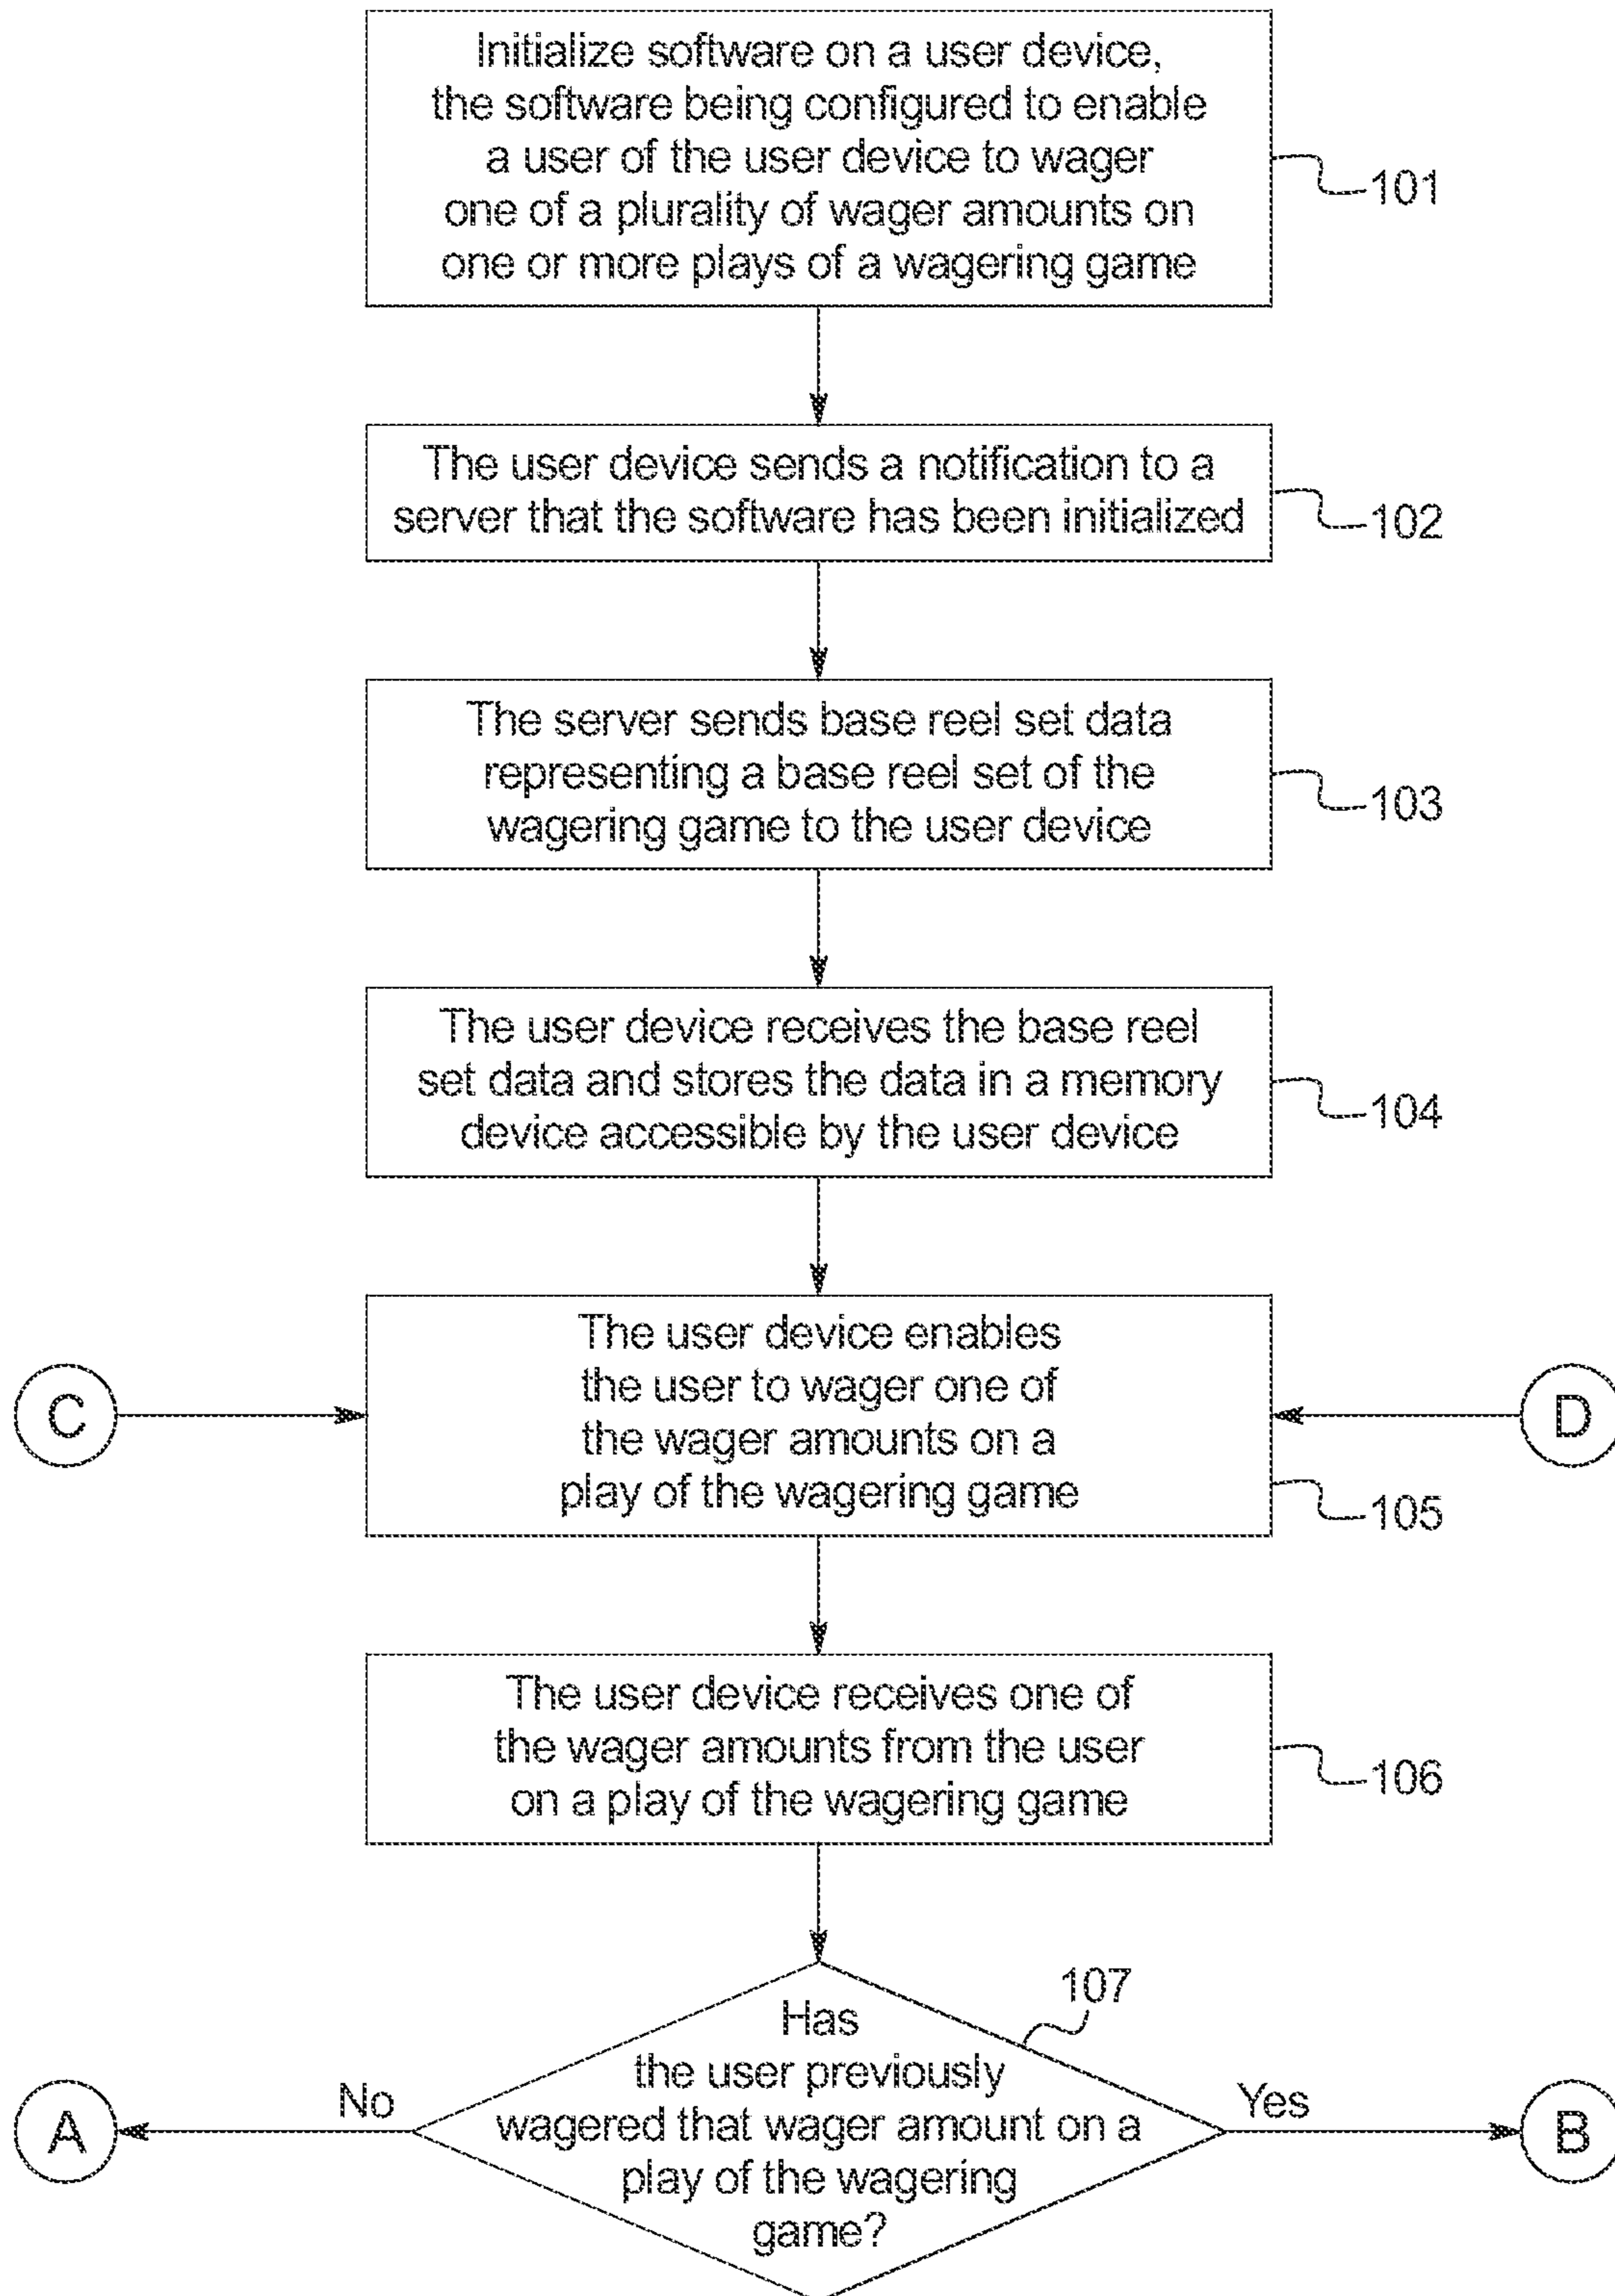 Initialize software on a user device,
the software being configured to enable
a user of the user device to wager
one of a plurality of wager amounts on
one or more plays of a wagering game
101
The user device sends a notification to a
server that the software has been initialized
102
The server sends base reel set data
representing a base reel set of the
wagering game to the user device
103
The user device receives the base reel
set data and stores the data in a memory
device accessible by the user device
104
The user device enables
the user to wager one of
the wager amounts on a
play of the wagering game
C
D
105
The user device receives one of
the wager amounts from the user
on a play of the wagering game
106
107
Has
the user previously
wagered that wager amount on a
play of the wagering
game?
No
Yes
A
B